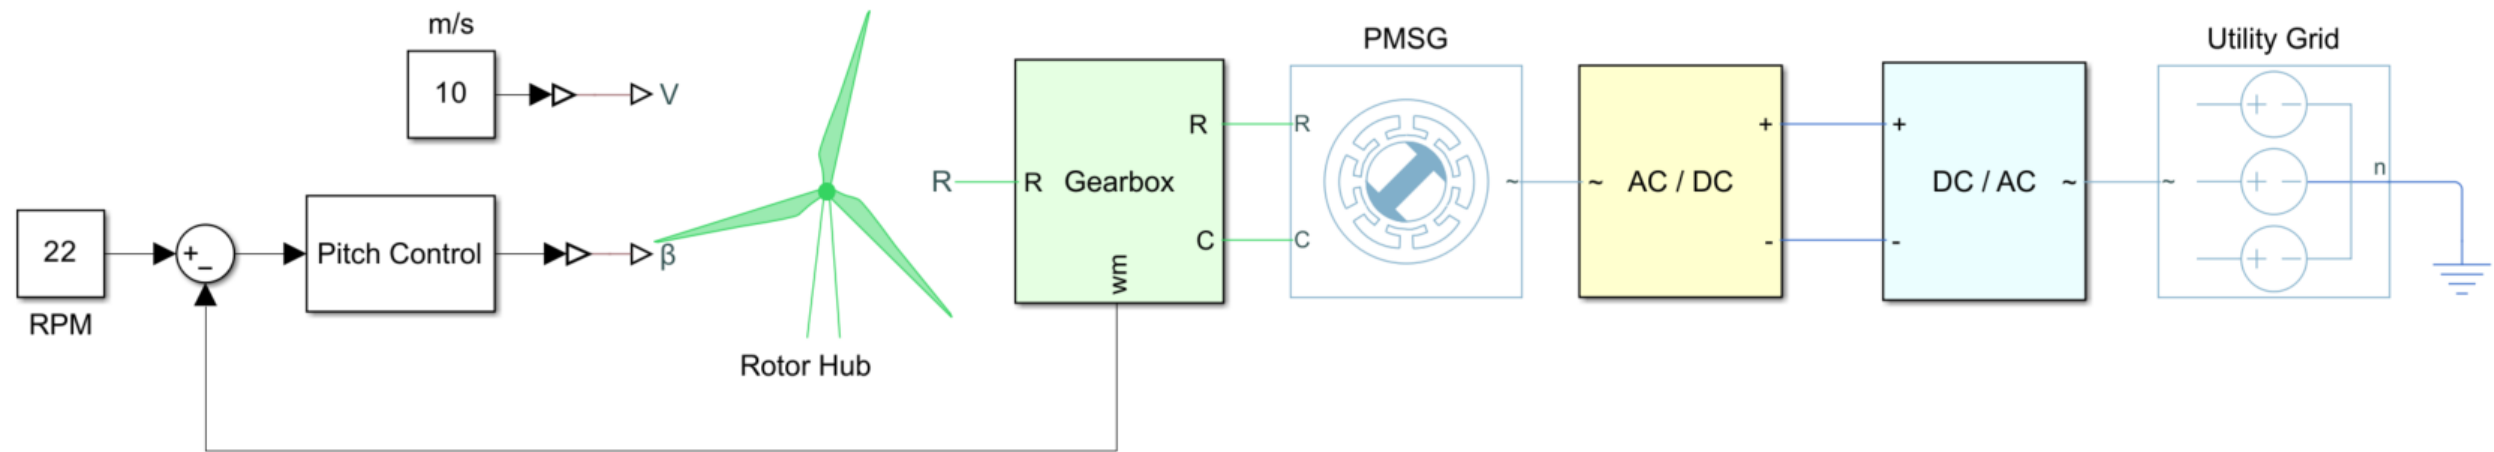 m/s
10
V
22
RPM
+
−
Pitch Control
β
Rotor Hub
R
R
Gearbox
R
C
wm
PMSG
R
C
~
~
AC / DC
+
-
+
-
DC / AC
~
Utility Grid
~
+ −
+ −
+ −
n